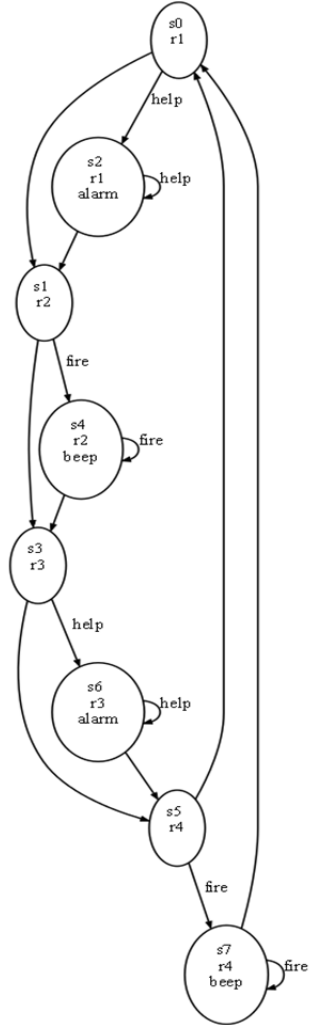 s0
r1
help
s2
r1
alarm
help
s1
r2
fire
s4
r2
beep
fire
s3
r3
help
s6
r3
alarm
help
s5
r4
fire
s7
r4
beep
fire